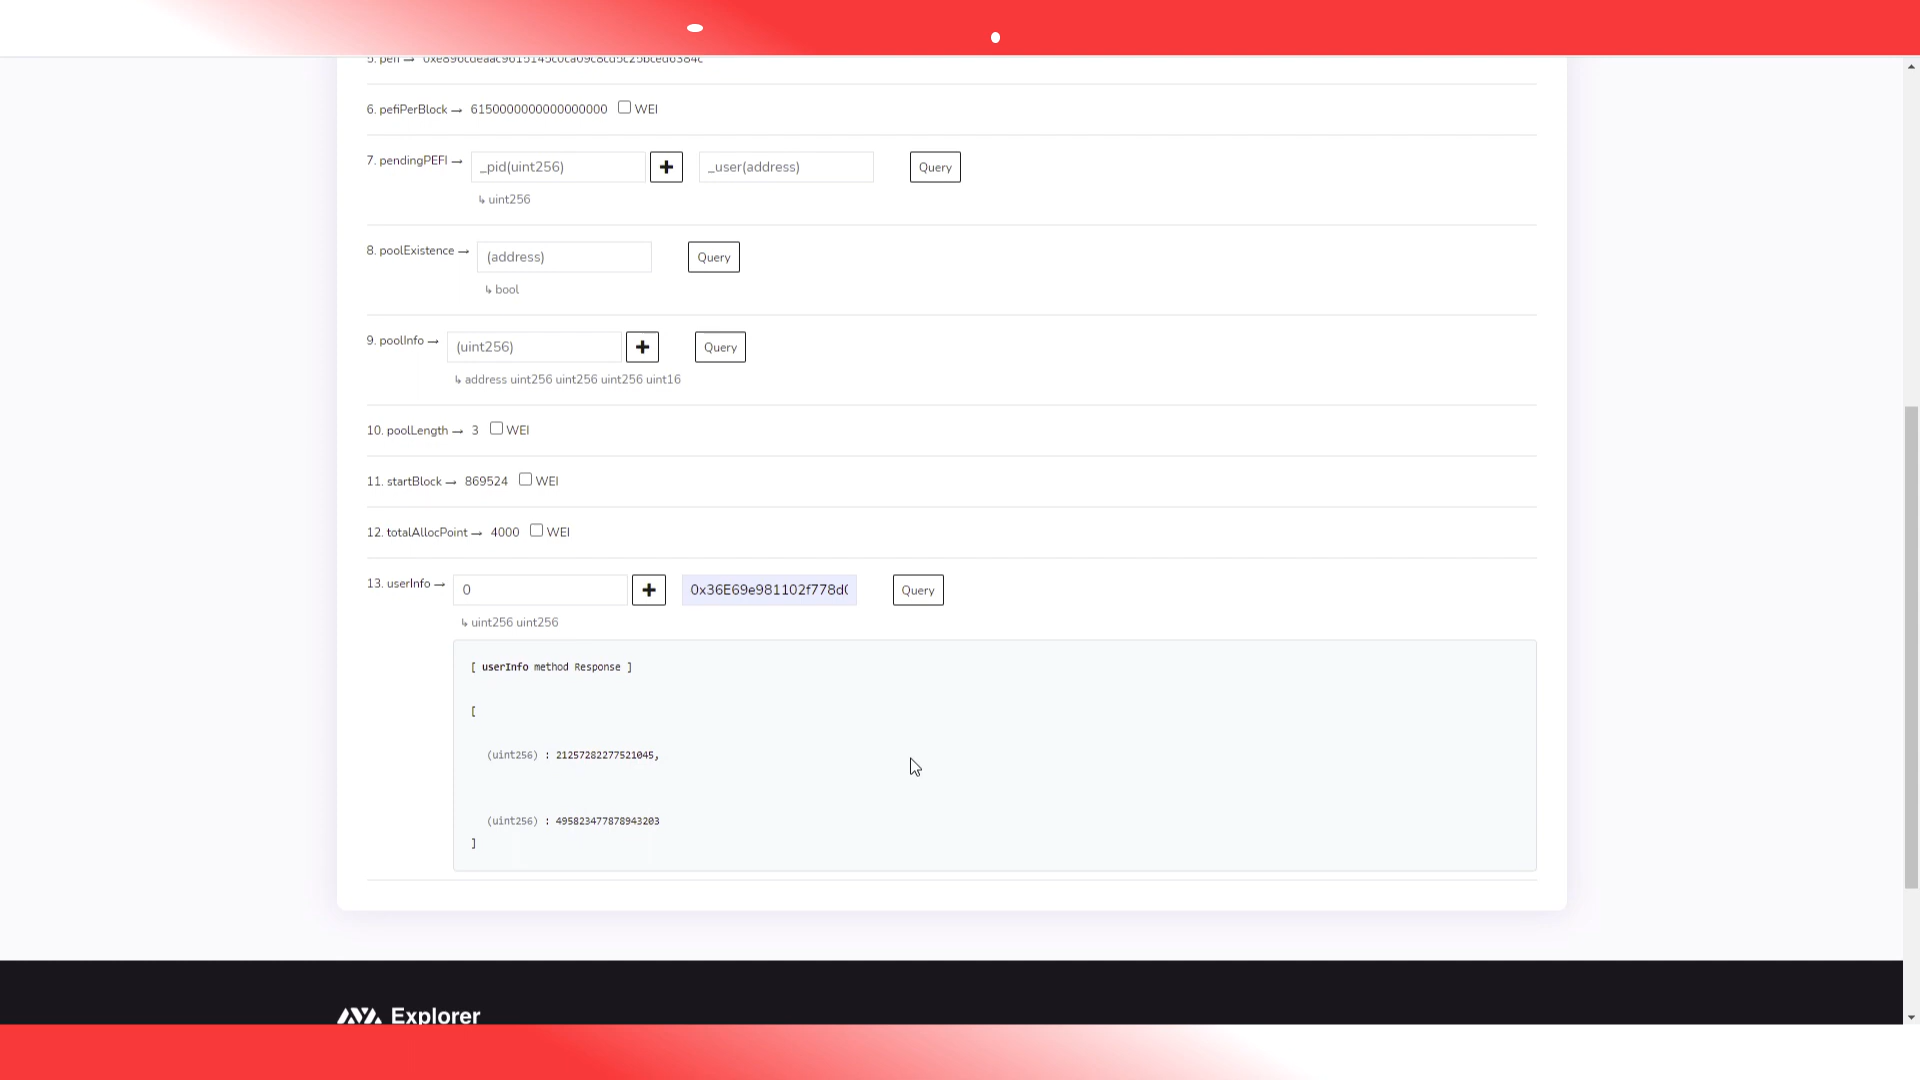 6. pefiPerBlock → 6150000000000000000 WEI
7. pendingPEFI → _pid(uint256) _user(address) Query
↳ uint256
8. poolExistence → (address) Query
↳ bool
9. poolInfo → (uint256) Query
↳ address uint256 uint256 uint256 uint16
10. poolLength → 3 WEI
11. startBlock → 869524 WEI
12. totalAllocPoint → 4000 WEI
13. userInfo → 0 0x36E69e981102f778d( Query
↳ uint256 uint256
[ userInfo method Response ]
[
(uint256) : 21257282277521045,
(uint256) : 495823477878943203
]
Explorer